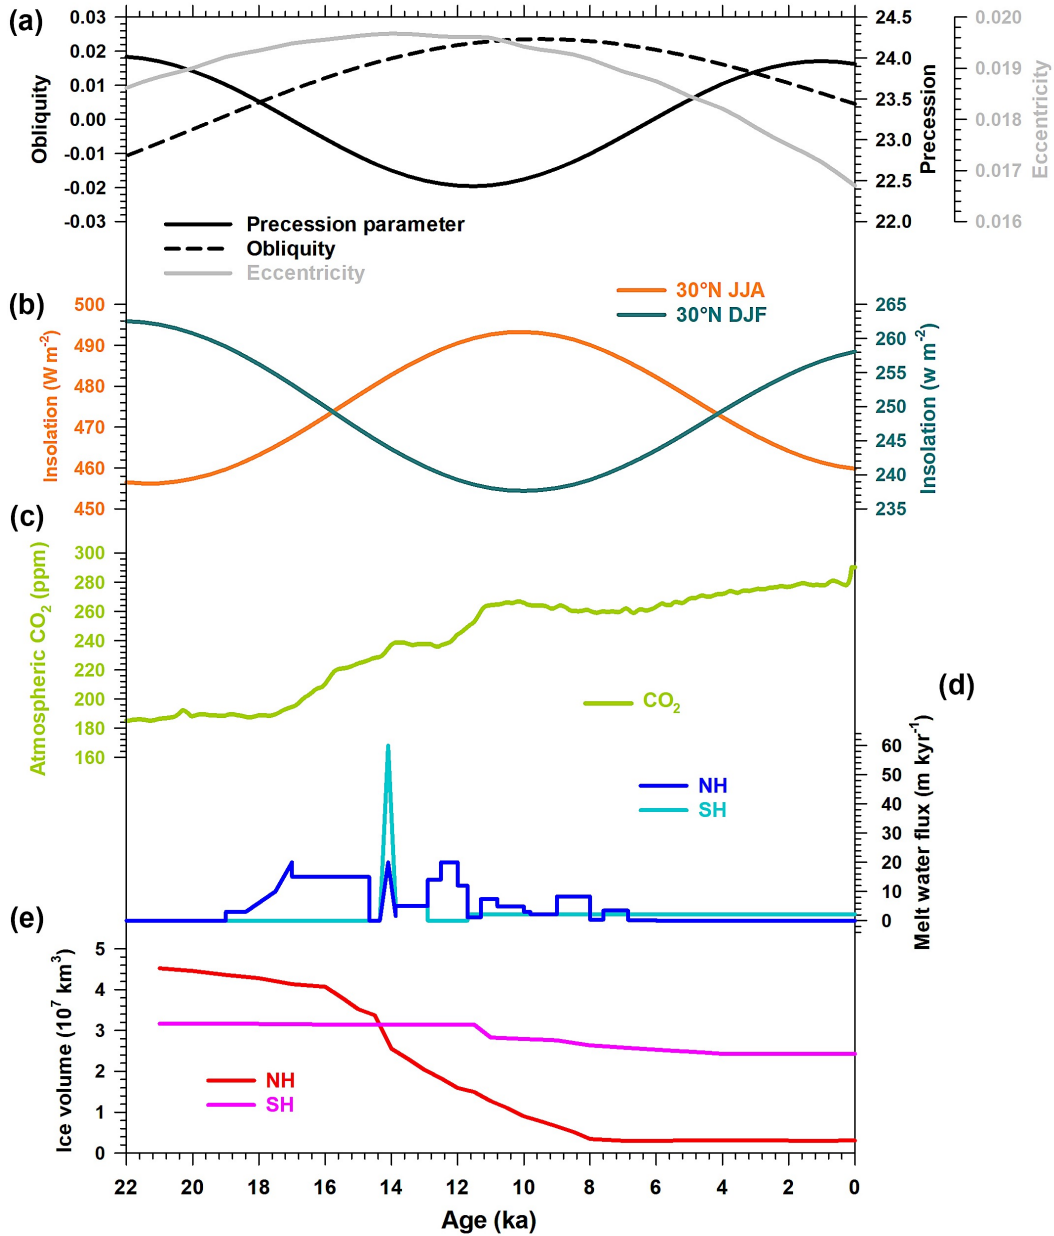 (a)
0.03
0.02
0.01
0.00
-0.01
-0.02
-0.03
Obliquity
24.5
24.0
23.5
23.0
22.5
22.0
Precession
0.020
0.019
0.018
0.017
0.016
Eccentricity
Precession parameter
Obliquity
Eccentricity
(b)
500
490
480
470
460
450
Insolation (W m-2)
30°N JJA
30°N DJF
265
260
255
250
245
240
235
Insolation (w m-2)
(c)
300
280
260
240
220
200
180
160
Atmospheric CO2 (ppm)
CO2
(d)
60
50
40
30
20
10
0
Melt water flux (m kyr-1)
NH
SH
(e)
5
4
3
2
1
0
Ice volume (10^7 km3)
NH
SH
22 20 18 16 14 12 10 8 6 4 2 0
Age (ka)